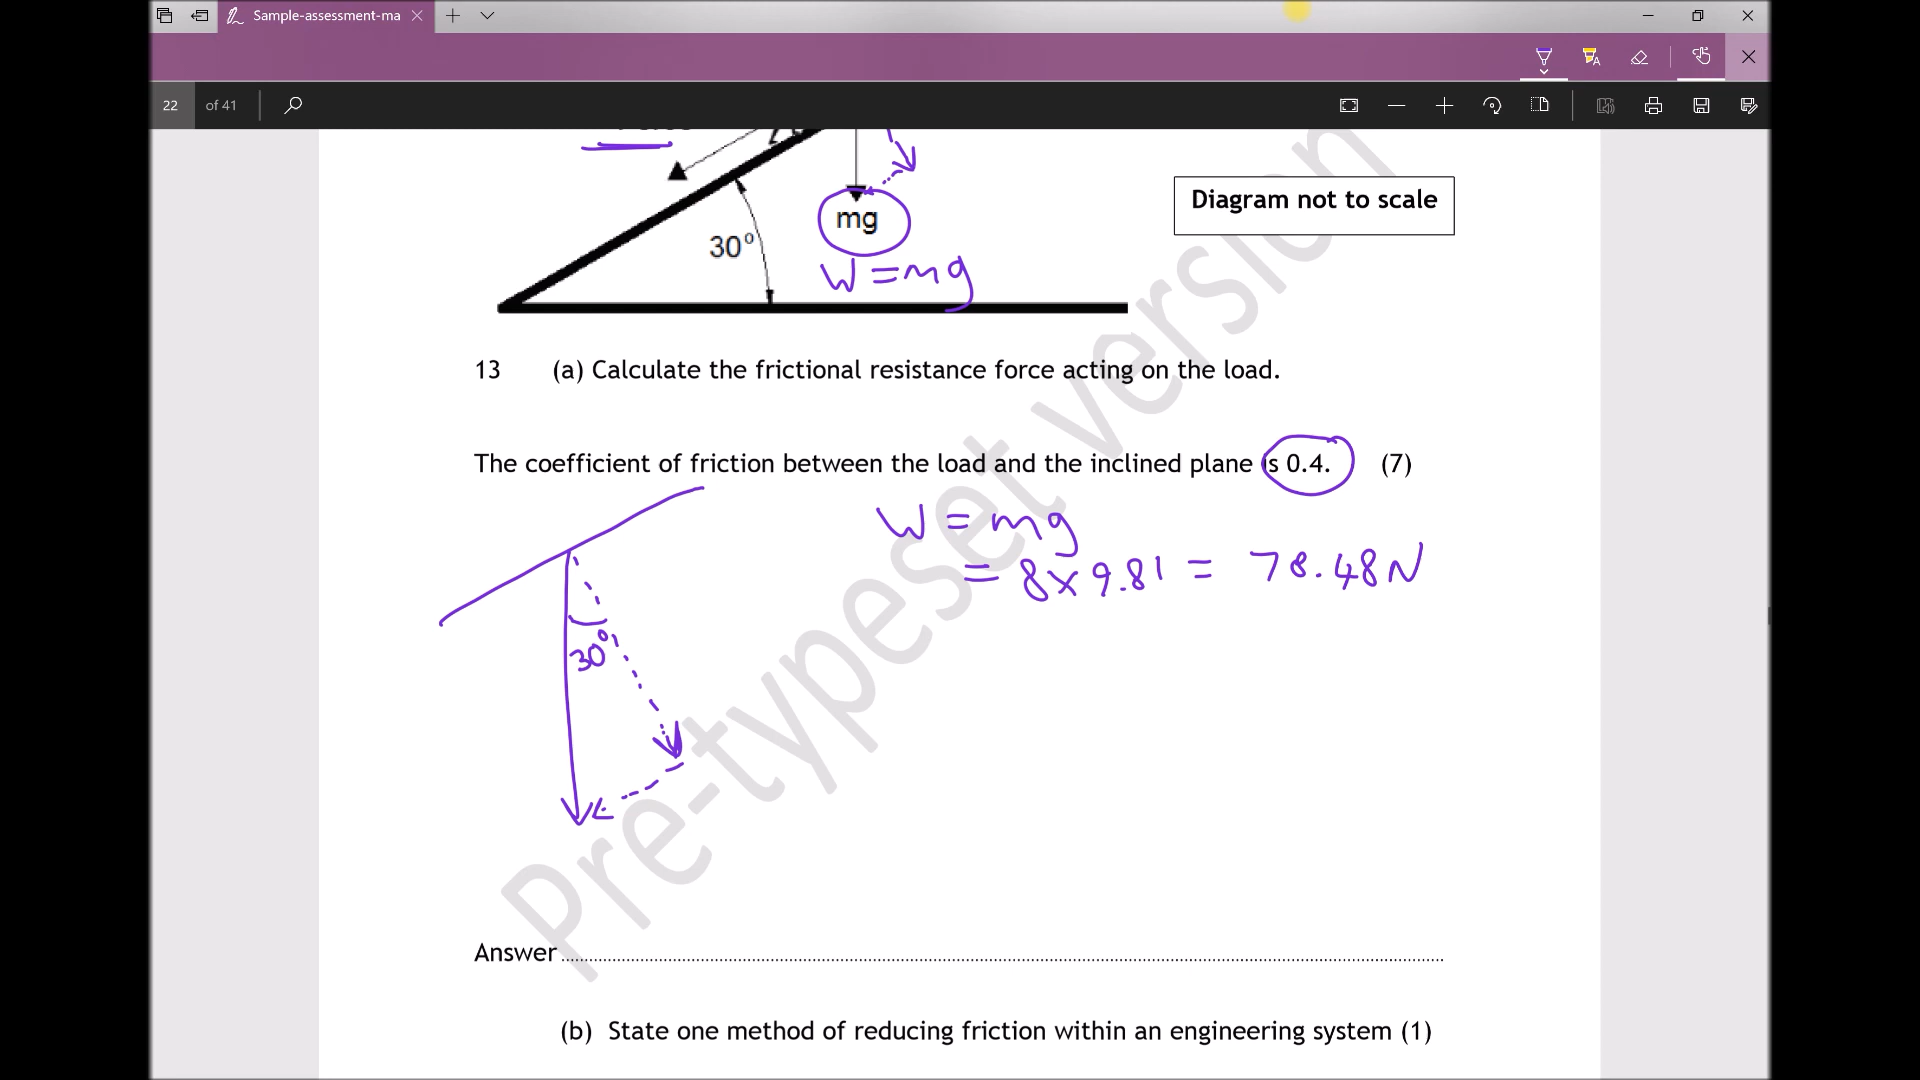 Sample-assessment-ma
22 of 41
mg
30°
W = mg
Diagram not to scale
13 (a) Calculate the frictional resistance force acting on the load.
The coefficient of friction between the load and the inclined plane is 0.4. (7)
W = mg
= 8 x 9.81 = 78.48N
30°
Pre-typeset version
Answer
(b) State one method of reducing friction within an engineering system (1)